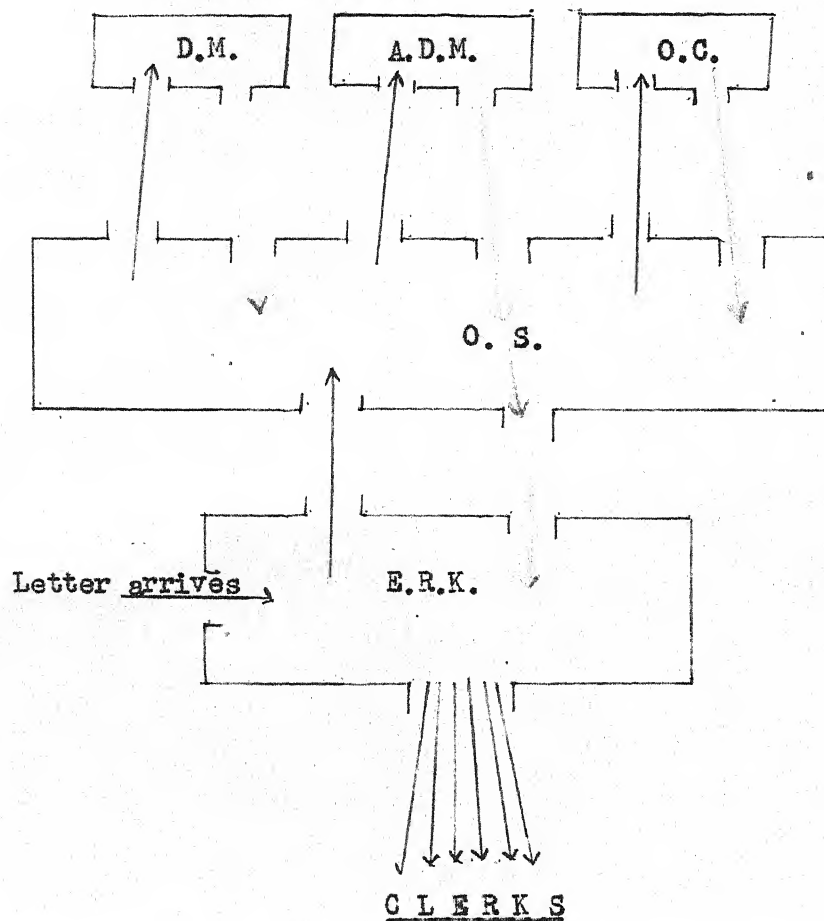 D.M. A.D.M. O.C.
O. S.
Letter arrives E.R.K.
C L E R K S